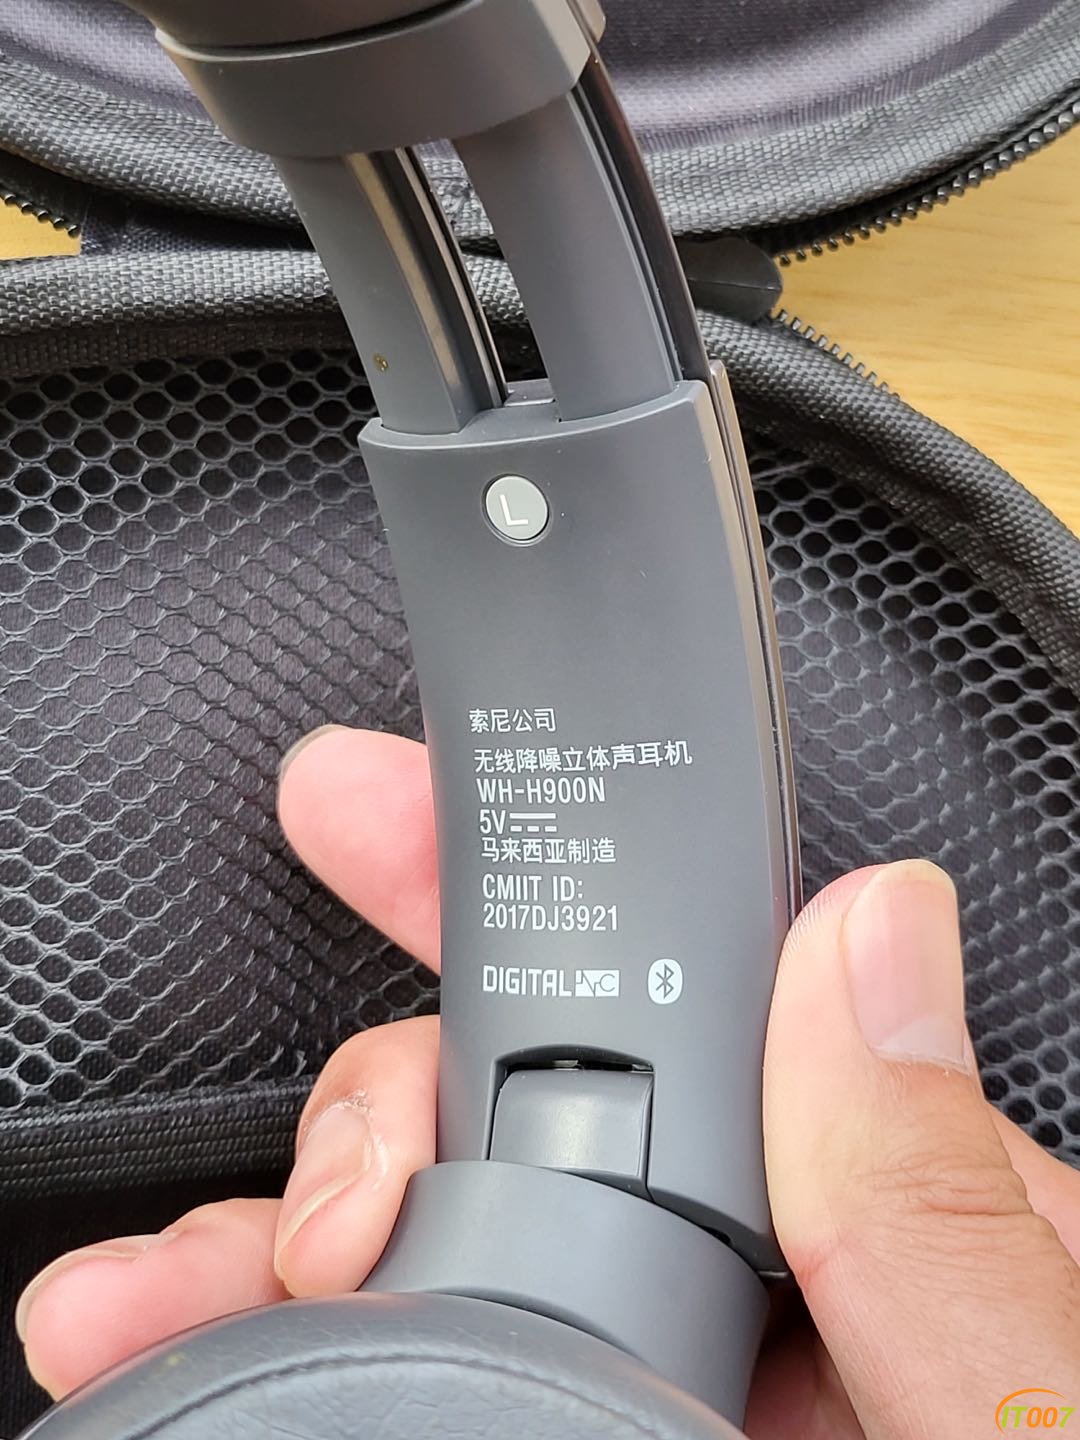 L
索尼公司
无线降噪立体声耳机
WH-H900N
5V
马来西亚制造
CMIIT ID:
2017DJ3921
DIGITAL NC
IT007